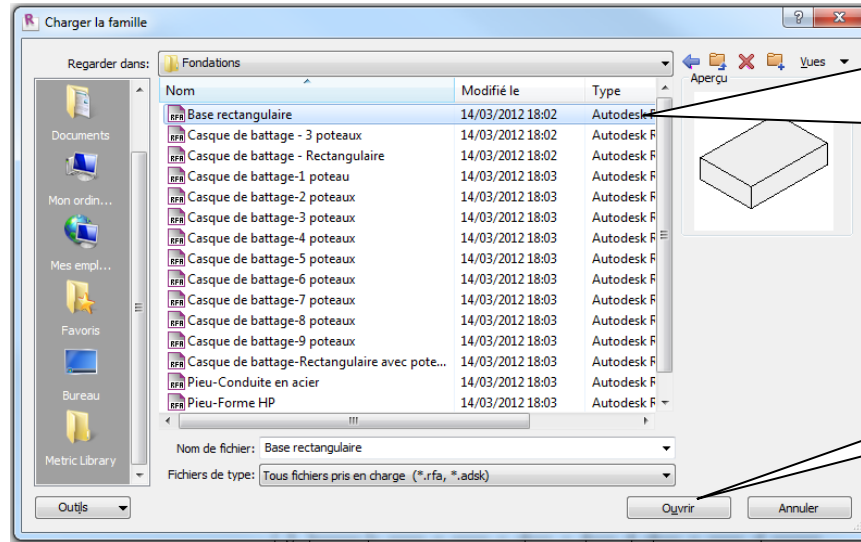 Charger la famille
Regarder dans: Fondations Vues
Aperçu
Nom Modifié le Type
Base rectangulaire 14/03/2012 18:02 Autodesk
Casque de battage - 3 poteaux 14/03/2012 18:02 Autodesk R
Casque de battage - Rectangulaire 14/03/2012 18:02 Autodesk R
Casque de battage-1 poteau 14/03/2012 18:03 Autodesk R
Casque de battage-2 poteaux 14/03/2012 18:03 Autodesk R
Casque de battage-3 poteaux 14/03/2012 18:03 Autodesk R
Casque de battage-4 poteaux 14/03/2012 18:03 Autodesk R
Casque de battage-5 poteaux 14/03/2012 18:03 Autodesk R
Casque de battage-6 poteaux 14/03/2012 18:03 Autodesk R
Casque de battage-7 poteaux 14/03/2012 18:03 Autodesk R
Casque de battage-8 poteaux 14/03/2012 18:03 Autodesk R
Casque de battage-9 poteaux 14/03/2012 18:03 Autodesk R
Casque de battage-Rectangulaire avec pote... 14/03/2012 18:03 Autodesk R
Pieu-Conduite en acier 14/03/2012 18:03 Autodesk R
Pieu-Forme HP 14/03/2012 18:03 Autodesk R
Documents
Mon ordin...
Mes empl...
Favoris
Bureau
Metric Library
Nom de fichier: Base rectangulaire
Fichiers de type: Tous fichiers pris en charge (*.rfa, *.adsk)
Outils Ouvrir Annuler